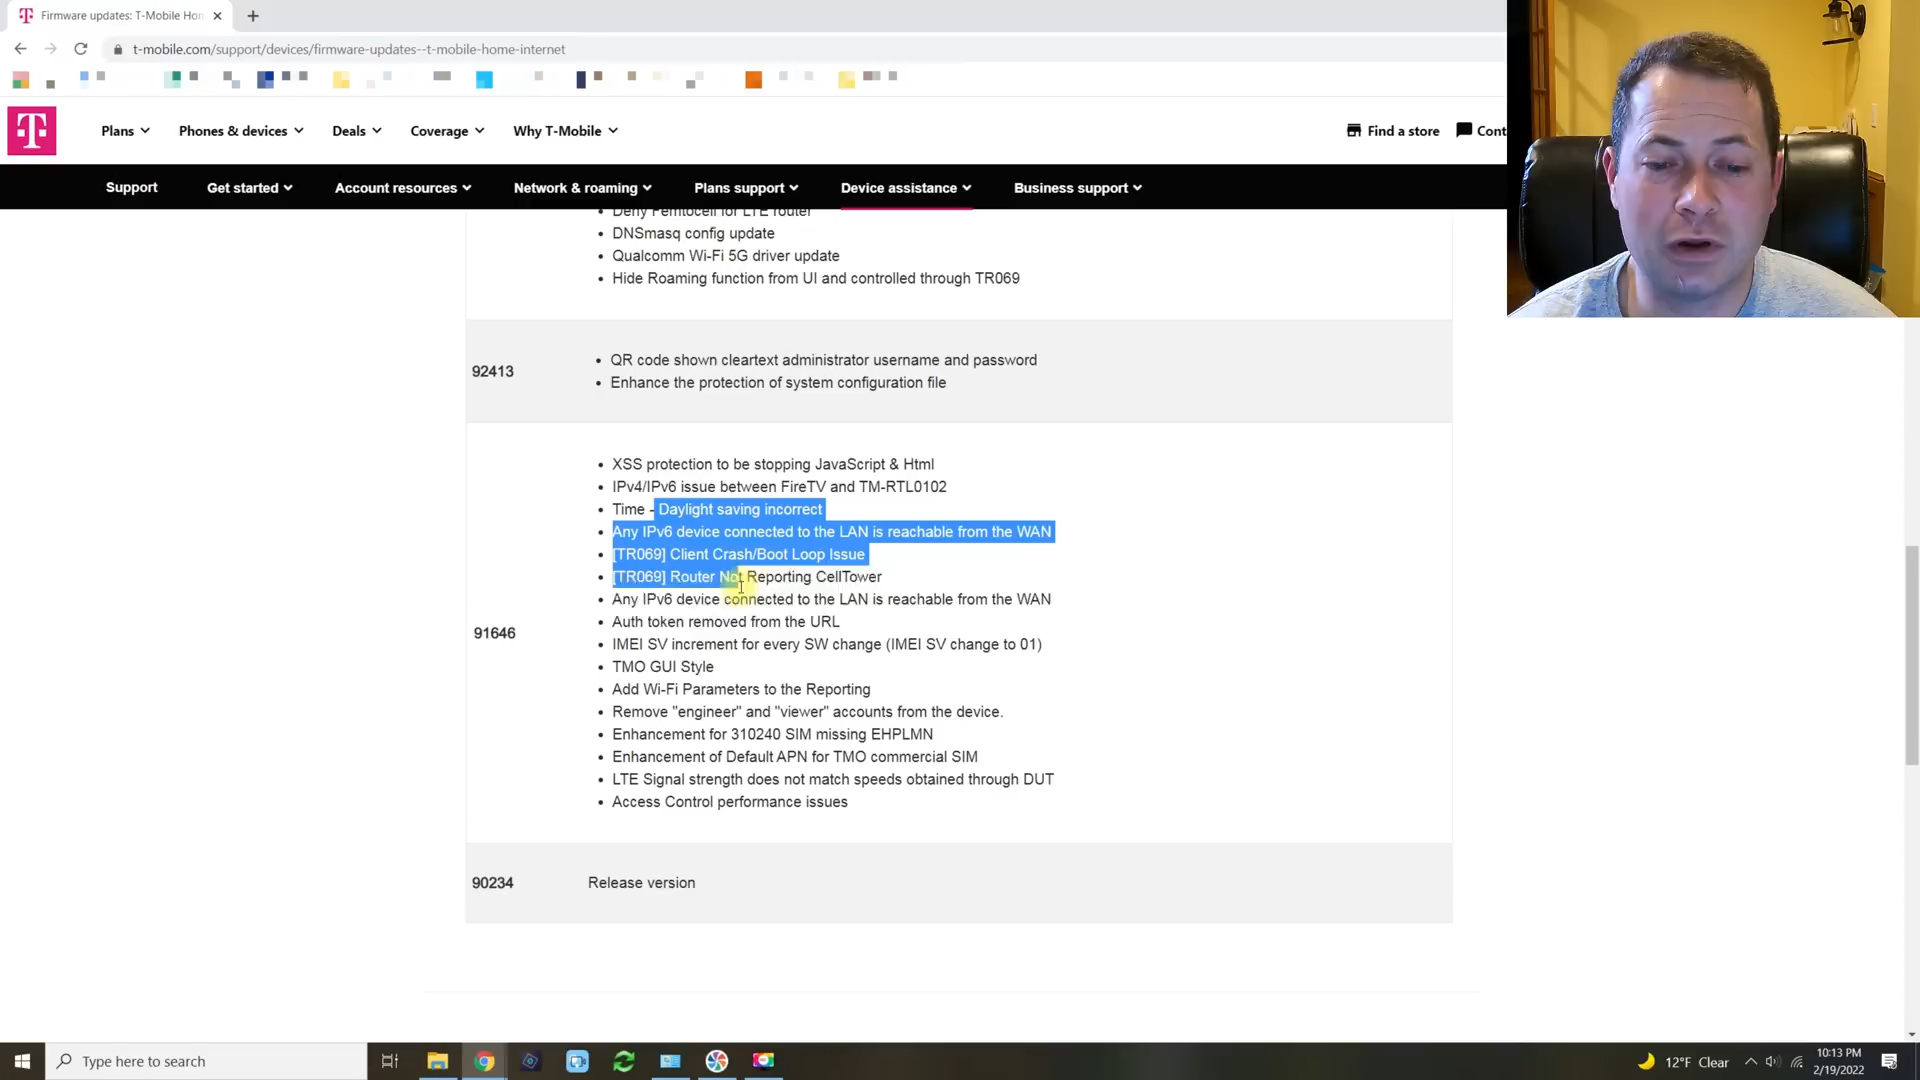 Firmware updates: T-Mobile Hom
t-mobile.com/support/devices/firmware-updates--t-mobile-home-internet
Plans
Phones & devices
Deals
Coverage
Why T-Mobile
Find a store
Cont
Support
Get started
Account resources
Network & roaming
Plans support
Device assistance
Business support
Deny Femtocell for LTE router
DNSmasq config update
Qualcomm Wi-Fi 5G driver update
Hide Roaming function from UI and controlled through TR069
92413
QR code shown cleartext administrator username and password
Enhance the protection of system configuration file
91646
XSS protection to be stopping JavaScript & Html
IPv4/IPv6 issue between FireTV and TM-RTL0102
Time - Daylight saving incorrect
Any IPv6 device connected to the LAN is reachable from the WAN
[TR069] Client Crash/Boot Loop Issue
[TR069] Router Not Reporting CellTower
Any IPv6 device connected to the LAN is reachable from the WAN
Auth token removed from the URL
IMEI SV increment for every SW change (IMEI SV change to 01)
TMO GUI Style
Add Wi-Fi Parameters to the Reporting
Remove "engineer" and "viewer" accounts from the device.
Enhancement for 310240 SIM missing EHPLMN
Enhancement of Default APN for TMO commercial SIM
LTE Signal strength does not match speeds obtained through DUT
Access Control performance issues
90234
Release version
Type here to search
12°F Clear
10:13 PM
2/19/2022